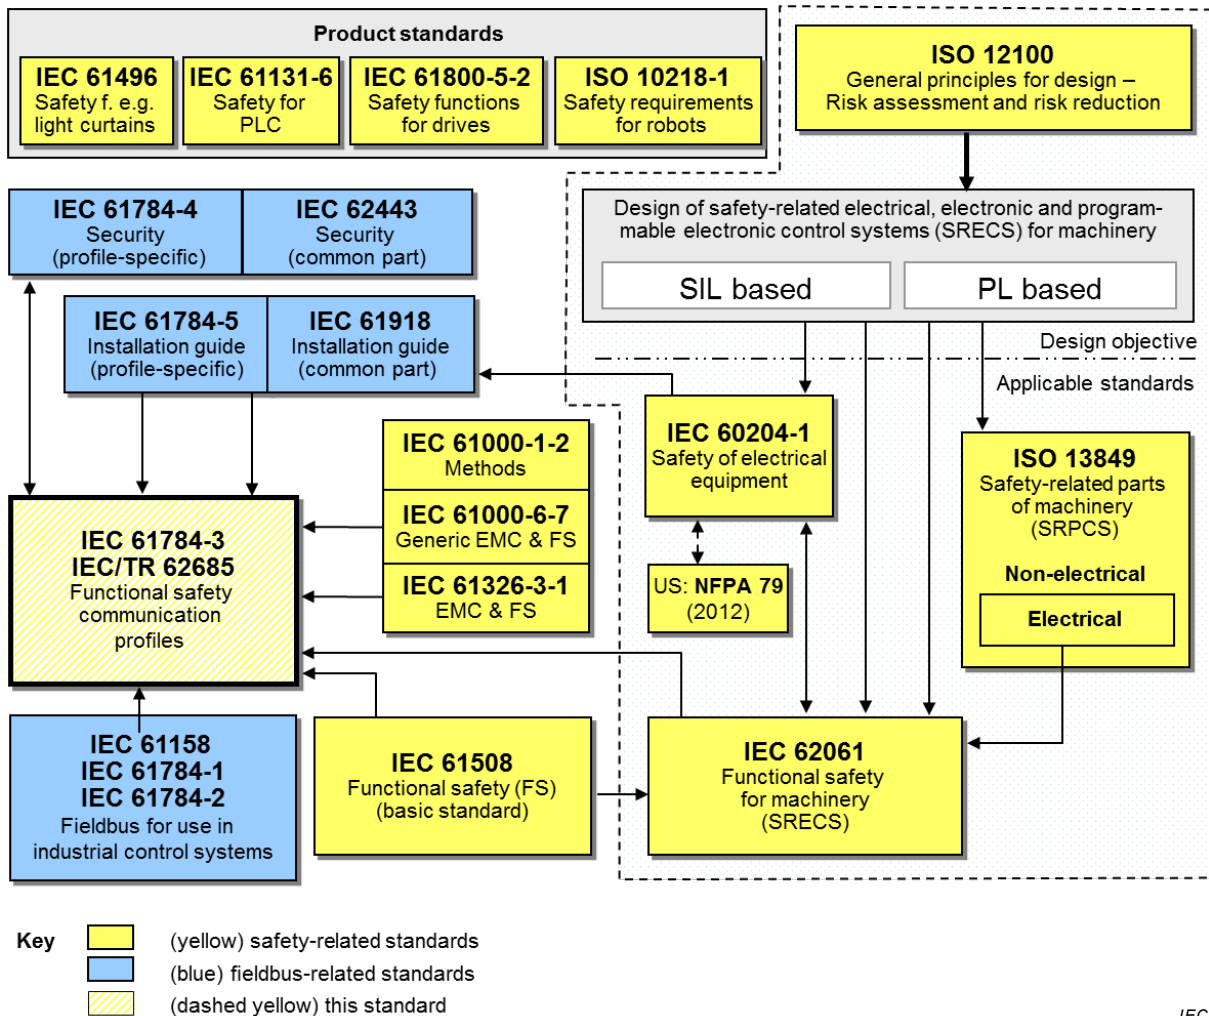 Product standards
IEC 61496
Safety f. e.g.
light curtains
IEC 61131-6
Safety for
PLC
IEC 61800-5-2
Safety functions
for drives
ISO 10218-1
Safety requirements
for robots
ISO 12100
General principles for design –
Risk assessment and risk reduction
IEC 61784-4
Security
(profile-specific)
IEC 62443
Security
(common part)
Design of safety-related electrical, electronic and program-
mable electronic control systems (SRECS) for machinery
SIL based
PL based
Design objective
Applicable standards
IEC 61784-5
Installation guide
(profile-specific)
IEC 61918
Installation guide
(common part)
IEC 61000-1-2
Methods
IEC 61000-6-7
Generic EMC & FS
IEC 61326-3-1
EMC & FS
IEC 60204-1
Safety of electrical
equipment
US: NFPA 79
(2012)
ISO 13849
Safety-related parts
of machinery
(SRPCS)
Non-electrical
Electrical
IEC 61784-3
IEC/TR 62685
Functional safety
communication
profiles
IEC 61158
IEC 61784-1
IEC 61784-2
Fieldbus for use in
industrial control systems
IEC 61508
Functional safety (FS)
(basic standard)
IEC 62061
Functional safety
for machinery
(SRECS)
Key
(yellow) safety-related standards
(blue) fieldbus-related standards
(dashed yellow) this standard
IEC